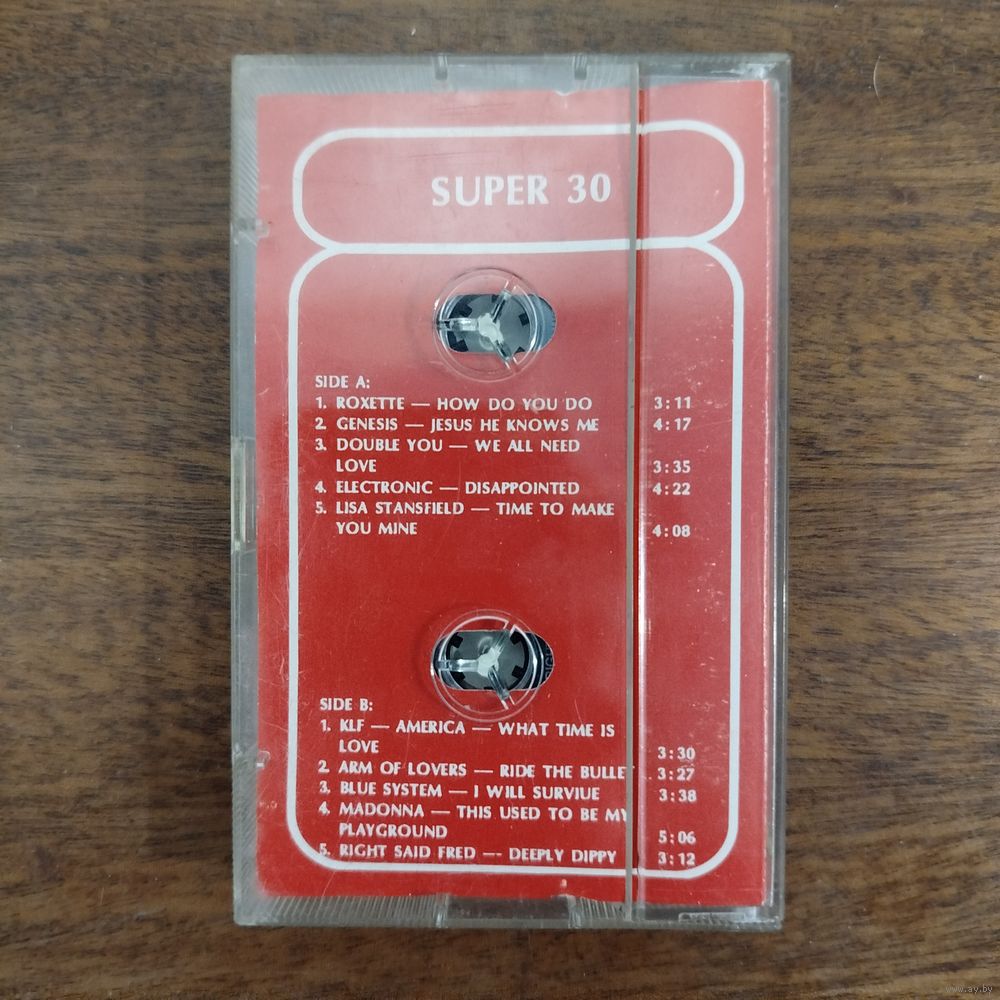 SUPER 30
SIDE A:
1. ROXETTE — HOW DO YOU DO 3:11
2. GENESIS — JESUS HE KNOWS ME 4:17
3. DOUBLE YOU — WE ALL NEED
LOVE 3:35
4. ELECTRONIC — DISAPPOINTED 4:22
5. LISA STANSFIELD — TIME TO MAKE
YOU MINE 4:08
SIDE B:
1. KLF — AMERICA — WHAT TIME IS
LOVE 3:30
2. ARM OF LOVERS — RIDE THE BULLET 3:27
3. BLUE SYSTEM — I WILL SURVIUE 3:38
4. MADONNA — THIS USED TO BE MY
PLAYGROUND 5:06
5. RIGHT SAID FRED — DEEPLY DIPPY 3:12
www.ay.by